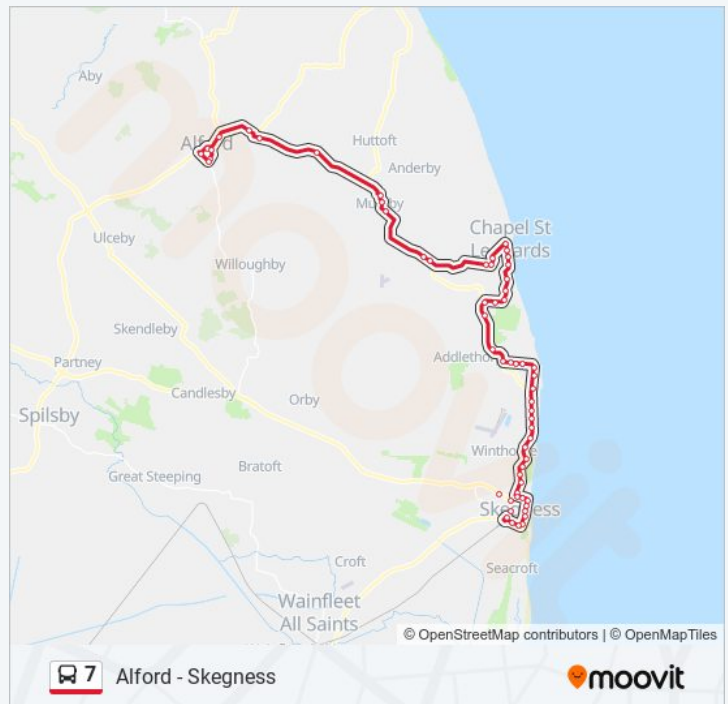 Aby
Alford
Huttoft
Anderby
Mumby
Chapel St
Leonards
Ulceby
Willoughby
Skendleby
Partney
Addlethorpe
Candlesby
Orby
Spilsby
Winthorpe
Bratoft
Great Steeping
Skegness
Croft
Seacroft
Wainfleet
All Saints
© OpenStreetMap contributors | © OpenMapTiles
7 Alford - Skegness
moovit